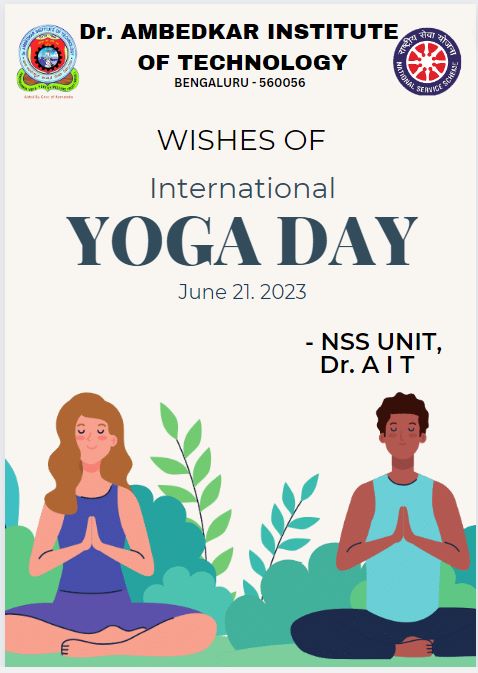 Dr. AMBEDKAR INSTITUTE
OF TECHNOLOGY
BENGALURU - 560056
राष्ट्रीय सेवा योजना
NATIONAL SERVICE SCHEME
WISHES OF
International
YOGA DAY
June 21. 2023
- NSS UNIT,
Dr. A I T